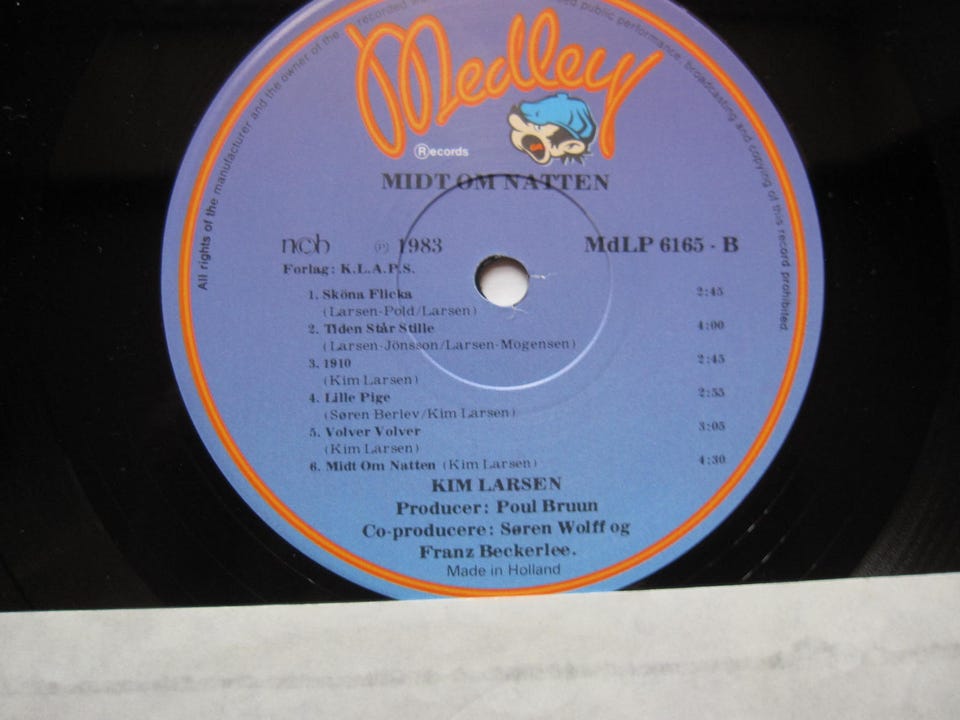 All rights of the manufacturer and the owner of the recorded
public performance, broadcasting and copying of this record prohibited
Medley
Records
MIDT OM NATTEN
ncb ℗ 1983 MdLP 6165 - B
Forlag: K.L.A.P.S.
1. Sköna Flicka 2:45
(Larsen-Pold/Larsen)
2. Tiden Står Stille 4:00
(Larsen-Jönsson/Larsen-Mogensen)
3. 1910 2:45
(Kim Larsen)
4. Lille Pige 2:55
(Søren Berlev/Kim Larsen)
5. Volver Volver 3:05
(Kim Larsen)
6. Midt Om Natten (Kim Larsen) 4:30
KIM LARSEN
Producer: Poul Bruun
Co-producere: Søren Wolff og
Franz Beckerlee.
Made in Holland